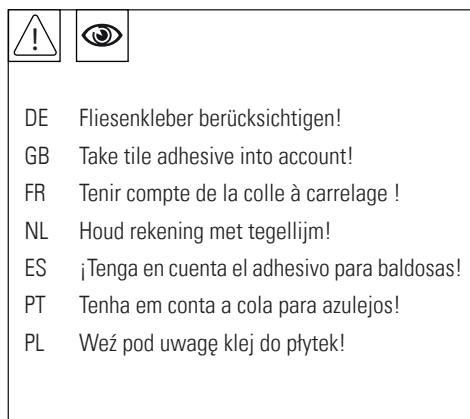 DE Fliesenkleber berücksichtigen!
GB Take tile adhesive into account!
FR Tenir compte de la colle à carrelage !
NL Houd rekening met tegellijm!
ES ¡Tenga en cuenta el adhesivo para baldosas!
PT Tenha em conta a cola para azulejos!
PL Weź pod uwagę klej do płytek!